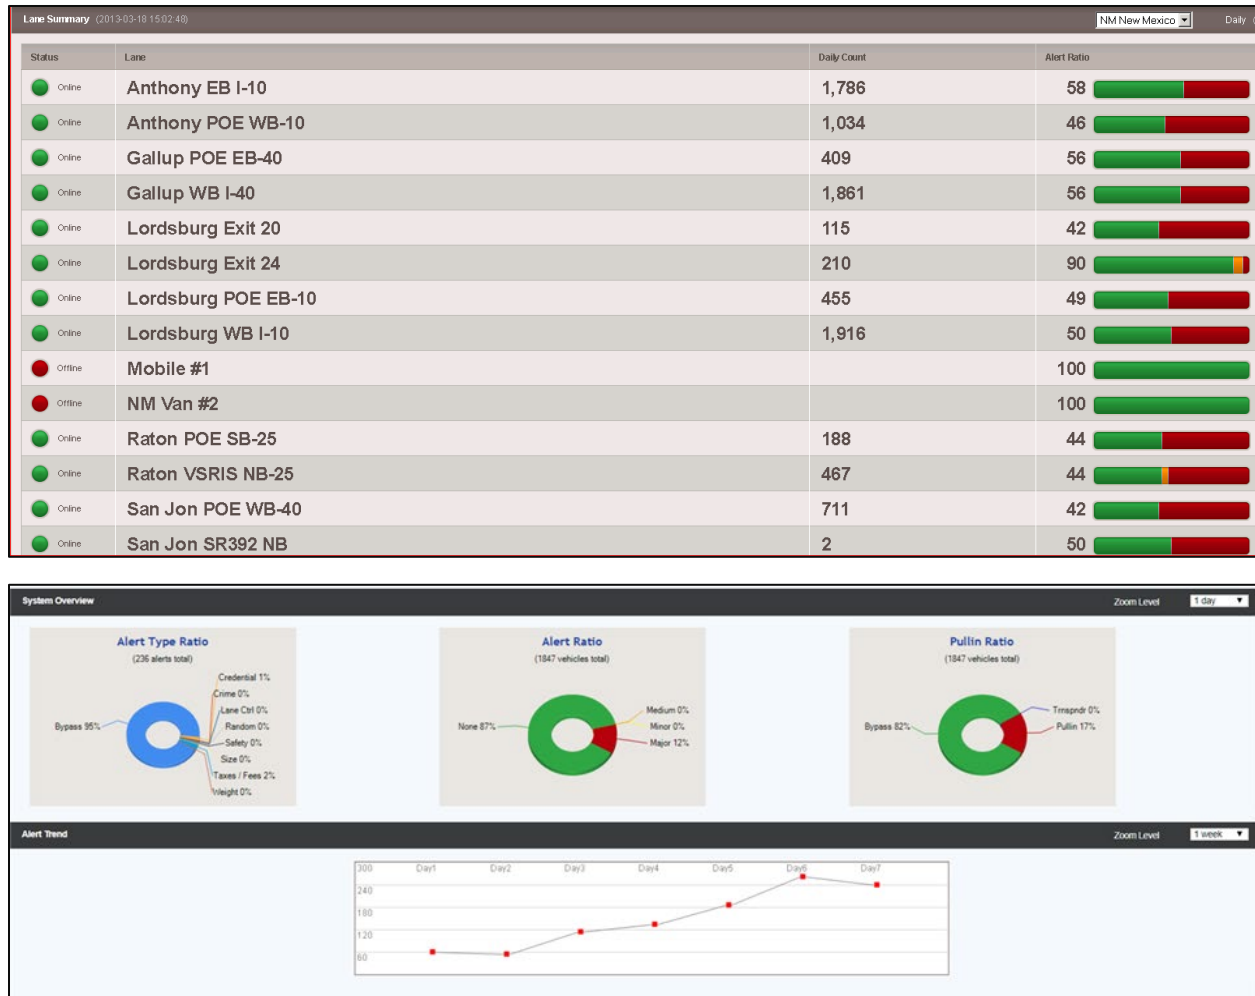 Lane Summary (2013-03-18 15:02:48) NM New Mexico Daily
Status Lane Daily Count Alert Ratio
Online Anthony EB I-10 1,786 58
Online Anthony POE WB-10 1,034 46
Online Gallup POE EB-40 409 56
Online Gallup WB I-40 1,861 56
Online Lordsburg Exit 20 115 42
Online Lordsburg Exit 24 210 90
Online Lordsburg POE EB-10 455 49
Online Lordsburg WB I-10 1,916 50
Offline Mobile #1 100
Offline NM Van #2 100
Online Raton POE SB-25 188 44
Online Raton VSRIS NB-25 467 44
Online San Jon POE WB-40 711 42
Online San Jon SR392 NB 2 50
System Overview Zoom Level 1 day
Alert Type Ratio
(236 alerts total)
Credential 1%
Crime 0%
Lane Ctrl 0%
Bypass 95%
Random 0%
Safety 0%
Size 0%
Taxes / Fees 2%
Weight 0%
Alert Ratio
(1847 vehicles total)
Medium 0%
None 87%
Minor 0%
Major 12%
Pullin Ratio
(1847 vehicles total)
Trnspndr 0%
Bypass 82%
Pullin 17%
Alert Trend Zoom Level 1 week
300 Day1 Day2 Day3 Day4 Day5 Day6 Day7
240
180
120
60